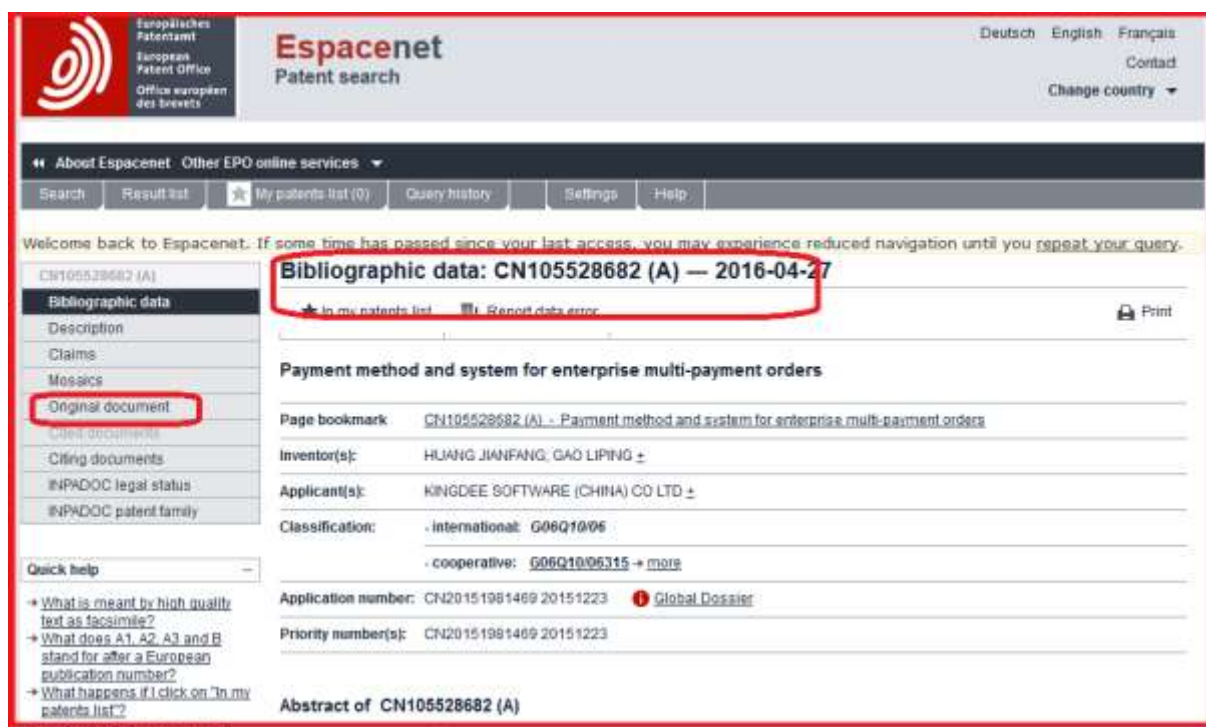 Europäisches
Patentamt
European
Patent Office
Office européen
des brevets
Espacenet
Patent search
Deutsch English Français
Contact
Change country
About Espacenet Other EPO online services
Search Result list My patents list (0) Query history Settings Help
Welcome back to Espacenet. If some time has passed since your last access, you may experience reduced navigation until you repeat your query.
CN105528682 (A)
Bibliographic data
Description
Claims
Mosaics
Original document
Cited documents
Citing documents
INPADOC legal status
INPADOC patent family
Quick help
→ What is meant by high quality
text as facsimile?
→ What does A1, A2, A3 and B
stand for after a European
publication number?
→ What happens if I click on "In my
patents list"?
Bibliographic data: CN105528682 (A) — 2016-04-27
In my patents list Report data error
Print
Payment method and system for enterprise multi-payment orders
Page bookmark CN105528682 (A) - Payment method and system for enterprise multi-payment orders
Inventor(s): HUANG JIANFANG; GAO LIPING ±
Applicant(s): KINGDEE SOFTWARE (CHINA) CO LTD ±
Classification: - international: G06Q10/06
- cooperative: G06Q10/06315 → more
Application number: CN20151981469 20151223 Global Dossier
Priority number(s): CN20151981469 20151223
Abstract of CN105528682 (A)